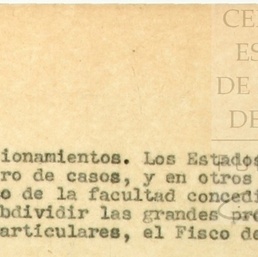 CE
ES
DE
DE
cionamientos. Los Estados
ro de casos, y en otros
o de la facultad concedi
bdividir las grandes pro
articulares, el Fisco de